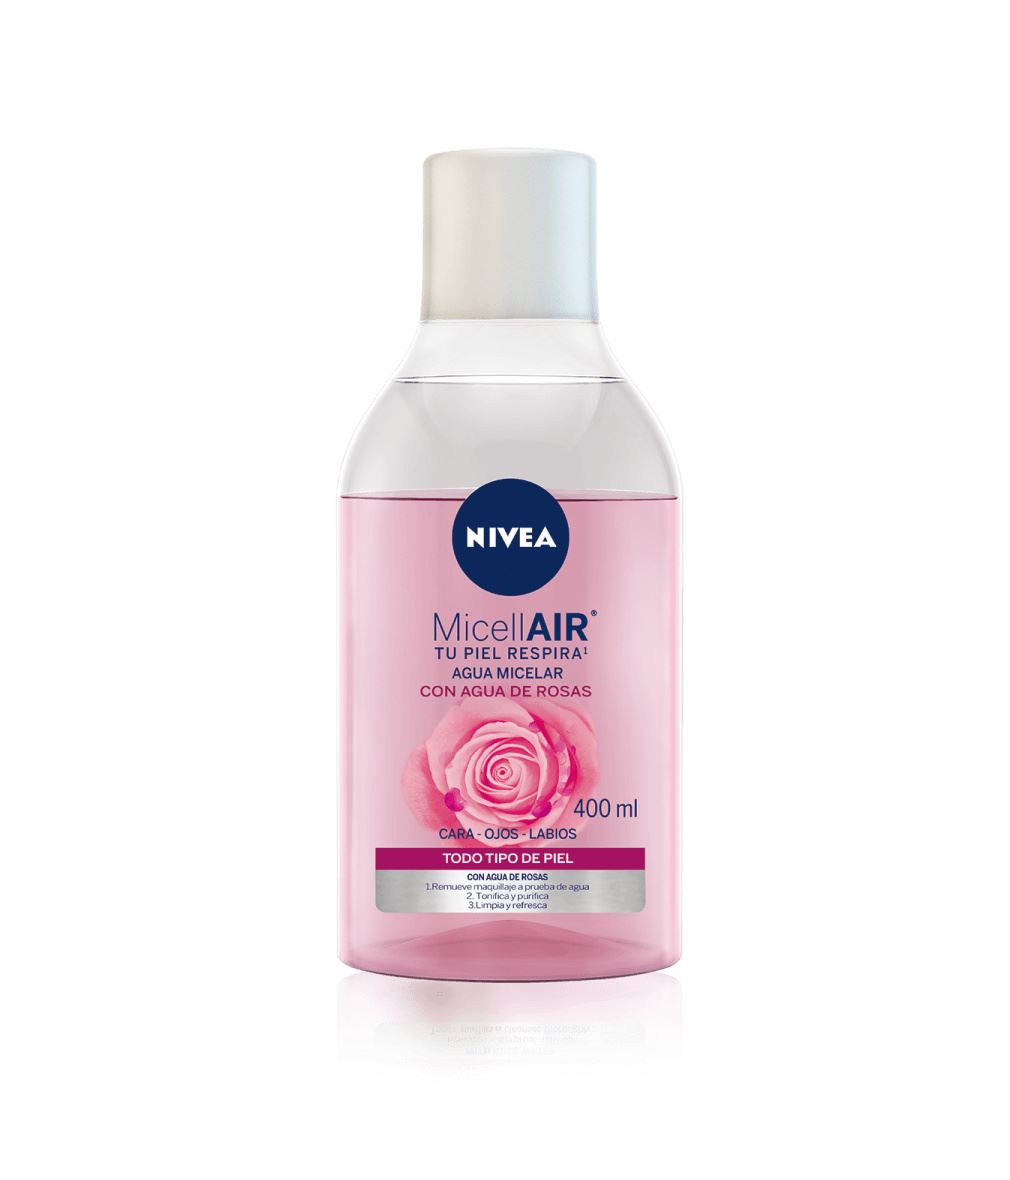 NIVEA
MicellAIR®
TU PIEL RESPIRA¹
AGUA MICELAR
CON AGUA DE ROSAS
400 ml
CARA - OJOS - LABIOS
TODO TIPO DE PIEL
CON AGUA DE ROSAS
1.Remueve maquillaje a prueba de agua
2. Tonifica y purifica
3.Limpia y refresca